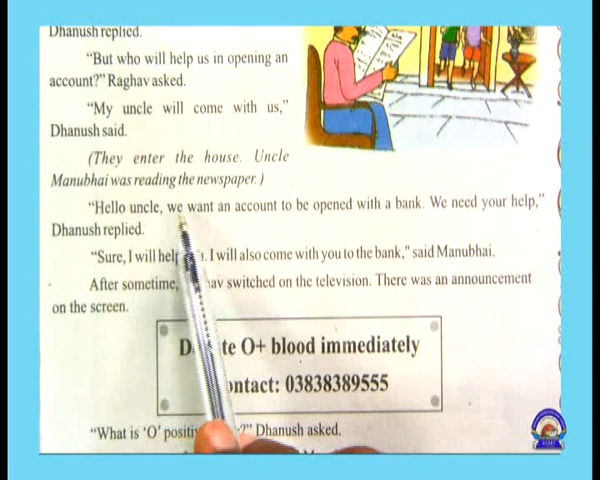 Dhanush replied.
"But who will help us in opening an
account?" Raghav asked.
"My uncle will come with us,"
Dhanush said.
(They enter the house. Uncle
Manubhai was reading the newspaper. )
"Hello uncle, we want an account to be opened with a bank. We need your help,"
Dhanush replied.
"Sure, I will help I will also come with you to the bank," said Manubhai.
After sometime, switched on the television. There was an announcement
on the screen.
O+ blood immediately
03838389555
"What is 'O' Dhanush asked.